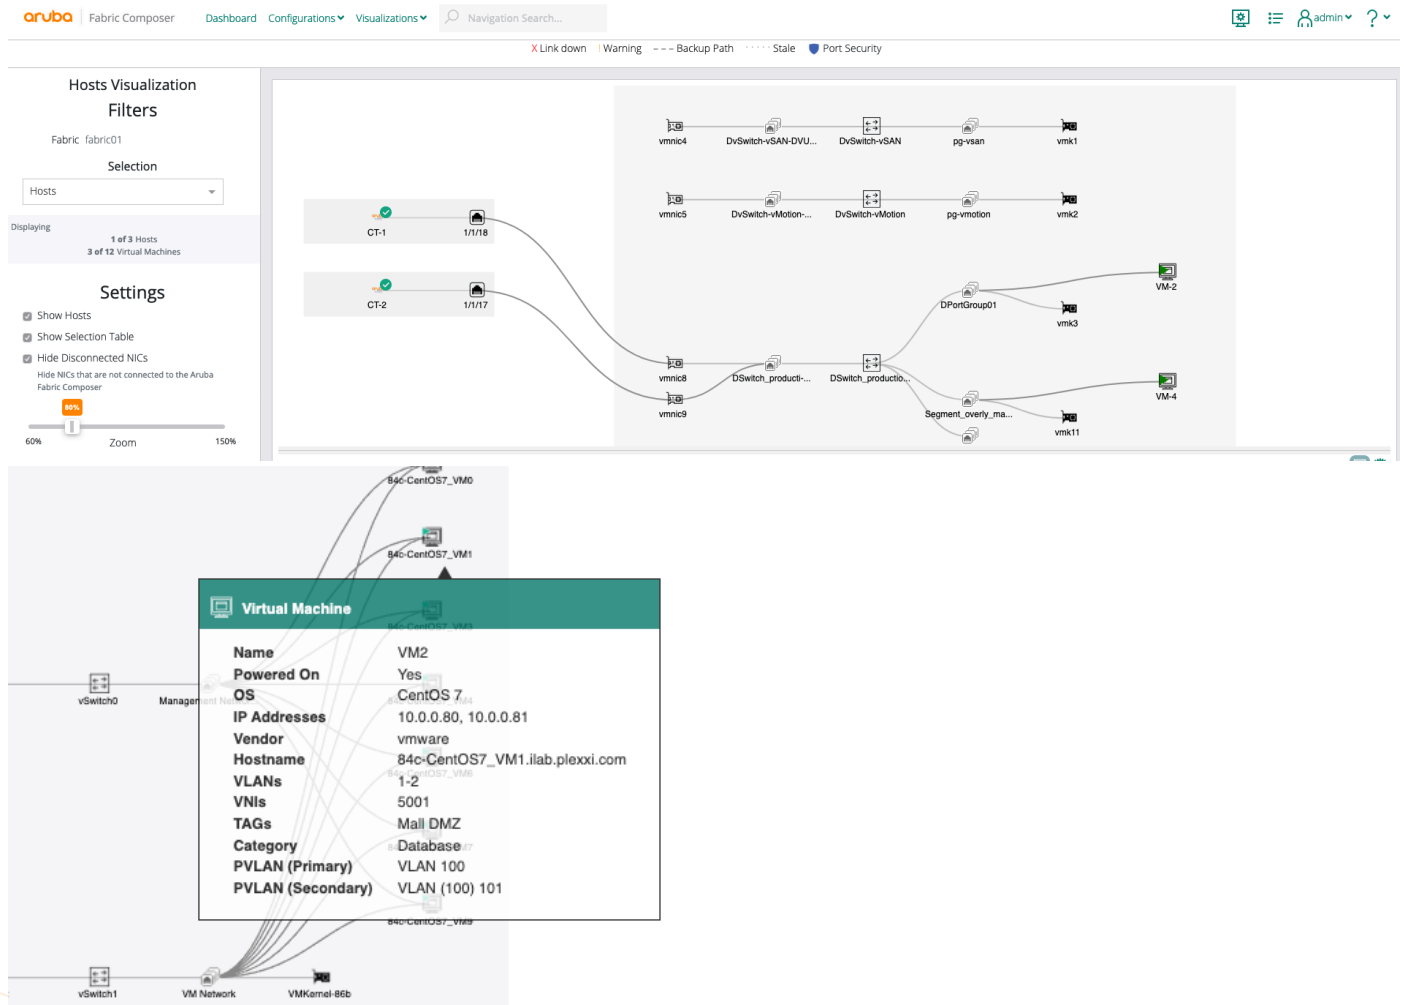 aruba Fabric Composer Dashboard Configurations Visualizations Navigation Search... admin ?
X Link down Warning Backup Path Stale Port Security
Hosts Visualization
Filters
Fabric fabric01
Selection
Hosts
Displaying
1 of 3 Hosts
3 of 12 Virtual Machines
Settings
Show Hosts
Show Selection Table
Hide Disconnected NICs
Hide NICs that are not connected to the Aruba
Fabric Composer
80%
60% Zoom 150%
vmnic4 DvSwitch-vSAN-DVU... DvSwitch-vSAN pg-vsan vmk1
vmnic5 DvSwitch-vMotion-... DvSwitch-vMotion pg-vmotion vmk2
CT-1 1/1/18
CT-2 1/1/17
VM-2
DPortGroup01
vmk3
vmnic8 DSwitch_producti-... DSwitch_productio...
VM-4
vmnic9 Segment_overly_ma...
vmk11
84c-CentOS7_VM0
84c-CentOS7_VM1
Virtual Machine
84c-CentOS7_VM3
Name VM2
Powered On Yes
OS CentOS 7
IP Addresses 10.0.0.80, 10.0.0.81
Vendor vmware
Hostname 84c-CentOS7_VM1.ilab.plexxi.com
VLANs 1-2
VNIs 5001
TAGs Mall DMZ
Category Database
PVLAN (Primary) VLAN 100
PVLAN (Secondary) VLAN (100) 101
vSwitch0
84c-CentOS7_VM6
84c-CentOS7_VM9
vSwitch1 VM Network VMKernel-86b